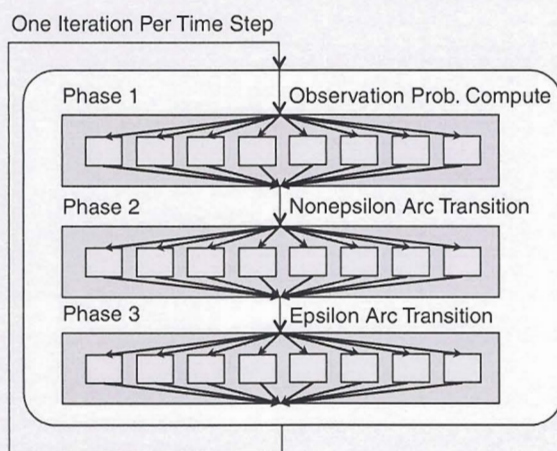 One Iteration Per Time Step
Phase 1 Observation Prob. Compute
Phase 2 Nonepsilon Arc Transition
Phase 3 Epsilon Arc Transition